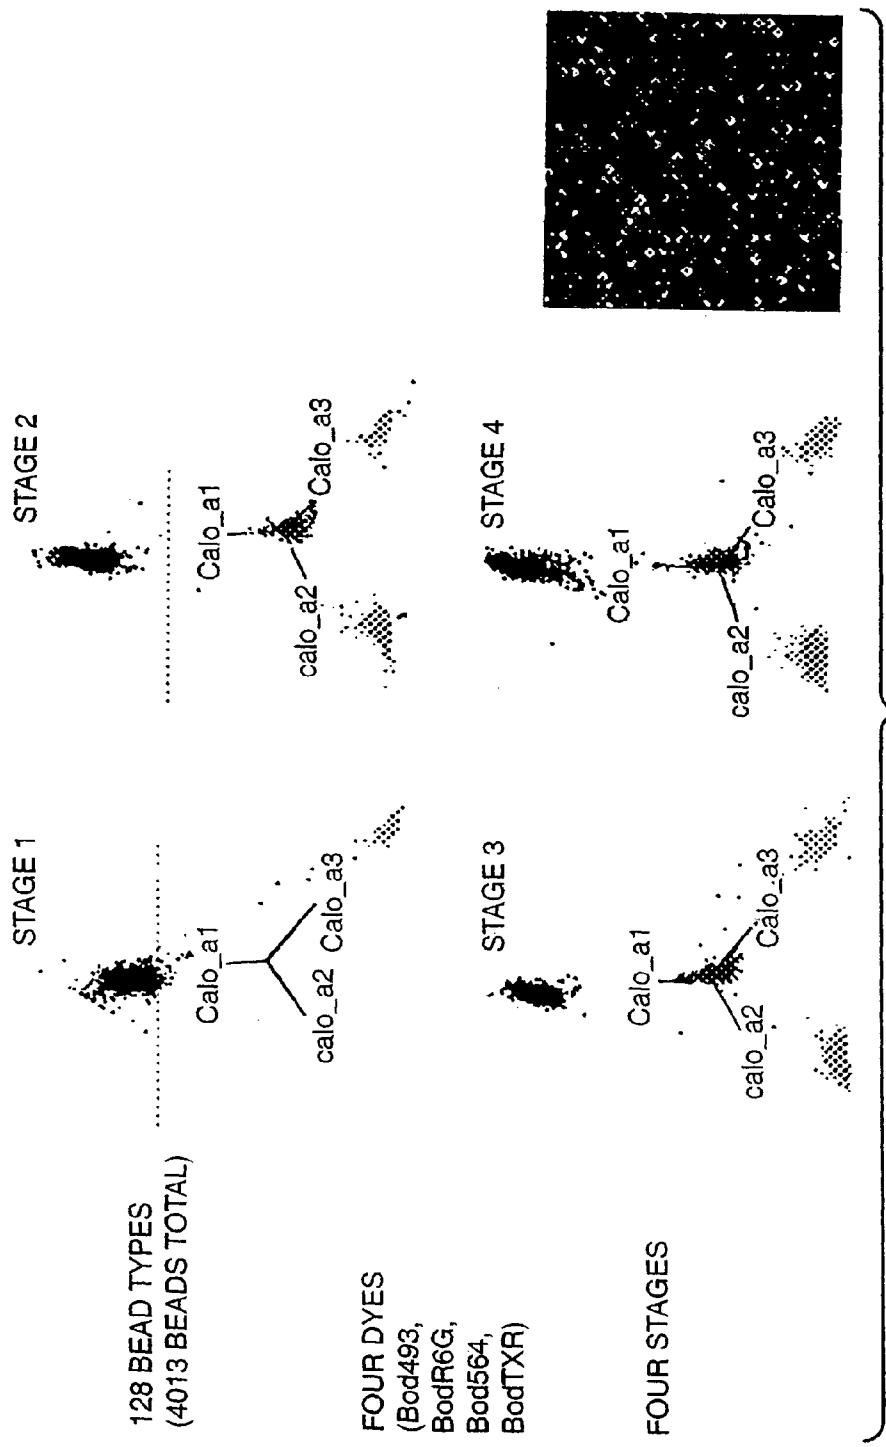 128 BEAD TYPES
(4013 BEADS TOTAL)
FOUR DYES
(Bod493,
BodR6G,
Bod564,
BodTXR)
FOUR STAGES
STAGE 1
Calo_a1
calo_a2
Calo_a3
STAGE 2
Calo_a1
calo_a2
Calo_a3
STAGE 3
Calo_a1
calo_a2
Calo_a3
STAGE 4
Calo_a1
calo_a2
Calo_a3